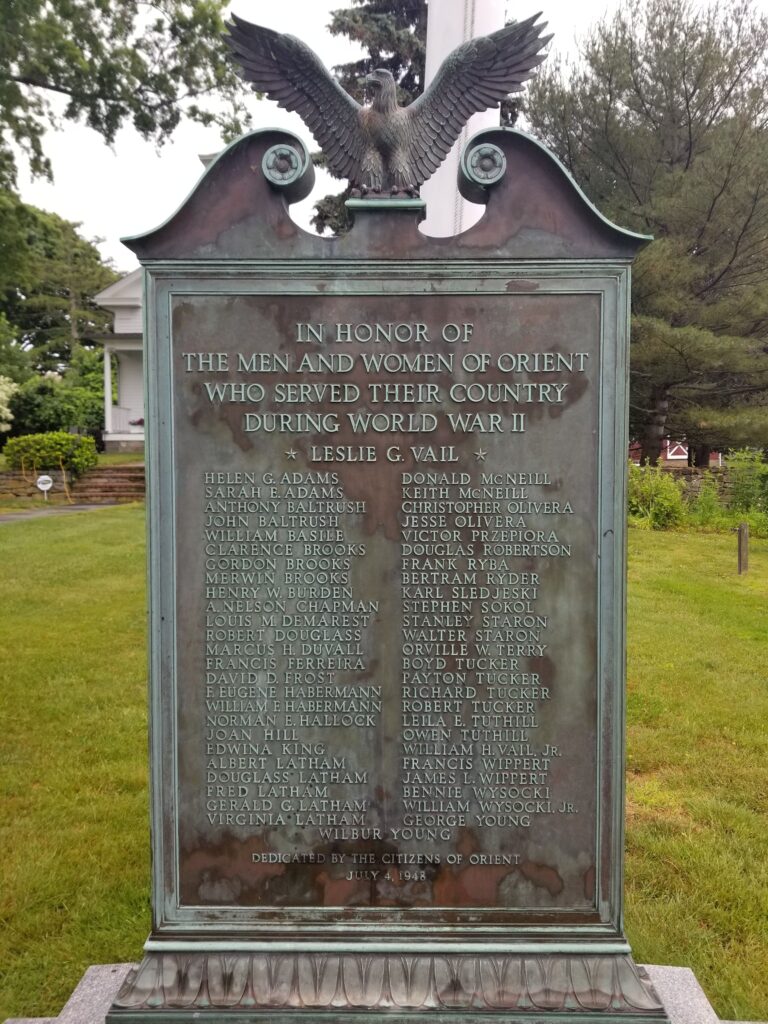 IN HONOR OF
THE MEN AND WOMEN OF ORIENT
WHO SERVED THEIR COUNTRY
DURING WORLD WAR II
★ LESLIE G. VAIL ★
HELEN G. ADAMS
SARAH E. ADAMS
ANTHONY BALTRUSH
JOHN BALTRUSH
WILLIAM BASILE
CLARENCE BROOKS
GORDON BROOKS
MERWIN BROOKS
HENRY W. BURDEN
A. NELSON CHAPMAN
LOUIS M. DEMAREST
ROBERT DOUGLASS
MARCUS H. DUVALL
FRANCIS FERREIRA
DAVID D. FROST
F. EUGENE HABERMANN
WILLIAM F. HABERMANN
NORMAN E. HALLOCK
JOAN HILL
EDWINA KING
ALBERT LATHAM
DOUGLASS LATHAM
FRED LATHAM
GERALD G. LATHAM
VIRGINIA LATHAM
DONALD MCNEILL
KEITH MCNEILL
CHRISTOPHER OLIVERA
JESSE OLIVERA
VICTOR PRZEPIORA
DOUGLAS ROBERTSON
FRANK RYBA
BERTRAM RYDER
KARL SLEDJESKI
STEPHEN SOKOL
STANLEY STARON
WALTER STARON
ORVILLE W. TERRY
BOYD TUCKER
PAYTON TUCKER
RICHARD TUCKER
ROBERT TUCKER
LEILA E. TUTHILL
OWEN TUTHILL
WILLIAM H. VAIL, JR.
FRANCIS WIPPERT
JAMES L. WIPPERT
BENNIE WYSOCKI
WILLIAM WYSOCKI, JR.
GEORGE YOUNG
WILBUR YOUNG
DEDICATED BY THE CITIZENS OF ORIENT
JULY 4, 1948